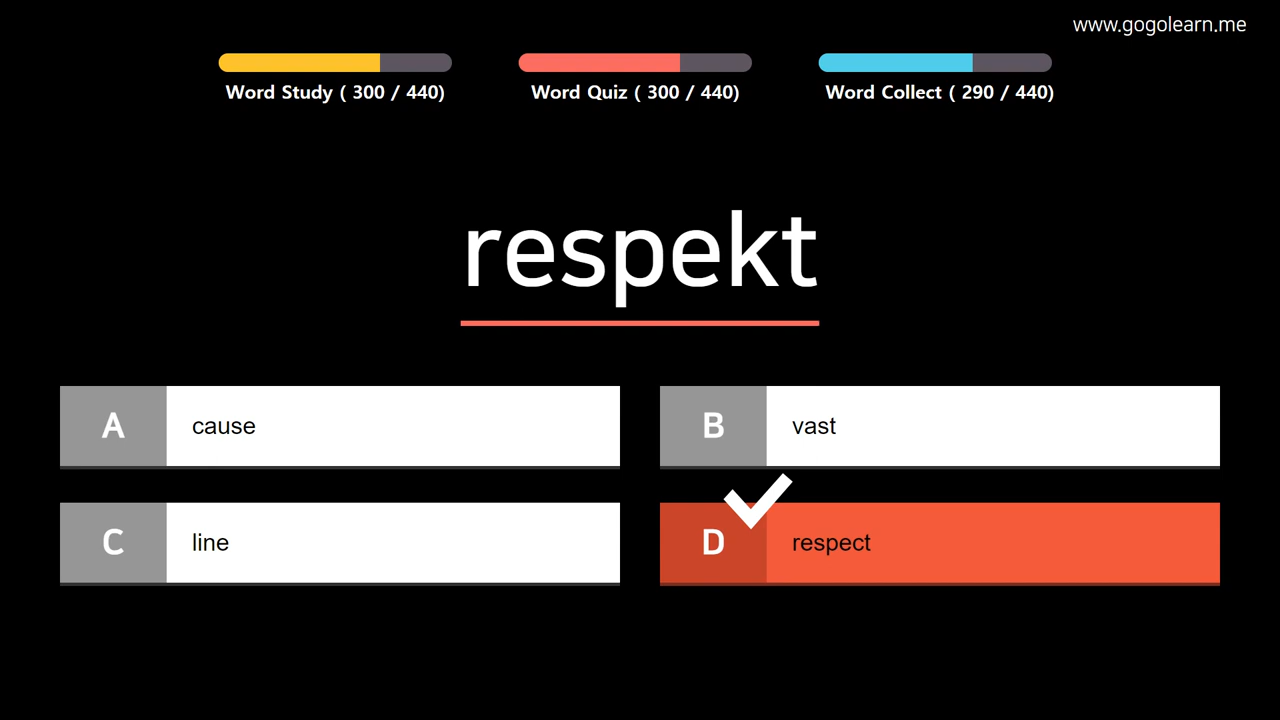 www.gogolearn.me
Word Study ( 300 / 440)
Word Quiz ( 300 / 440)
Word Collect ( 290 / 440)
respekt
A cause
B vast
C line
D respect